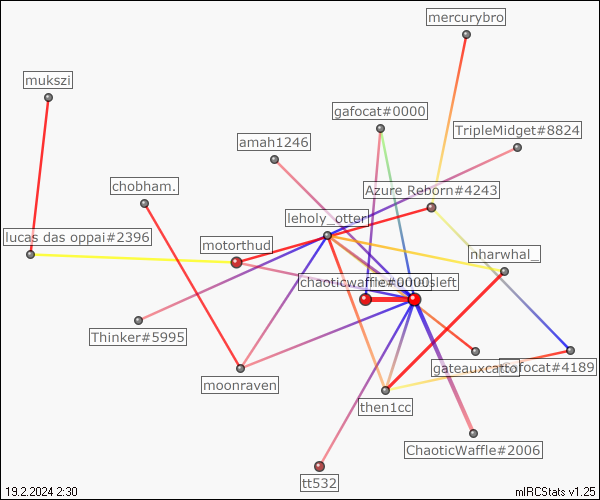 mercurybro
mukszi
gafocat#0000
TripleMidget#8824
amah1246
chobham.
Azure Reborn#4243
leholy_otter
lucas das oppai#2396
motorthud
nharwhal_
chaoticwaffle#0000
sleft
Thinker#5995
gateauxcatto
focat#4189
moonraven
then1cc
ChaoticWaffle#2006
tt532
19.2.2024 2:30
mIRCStats v1.25